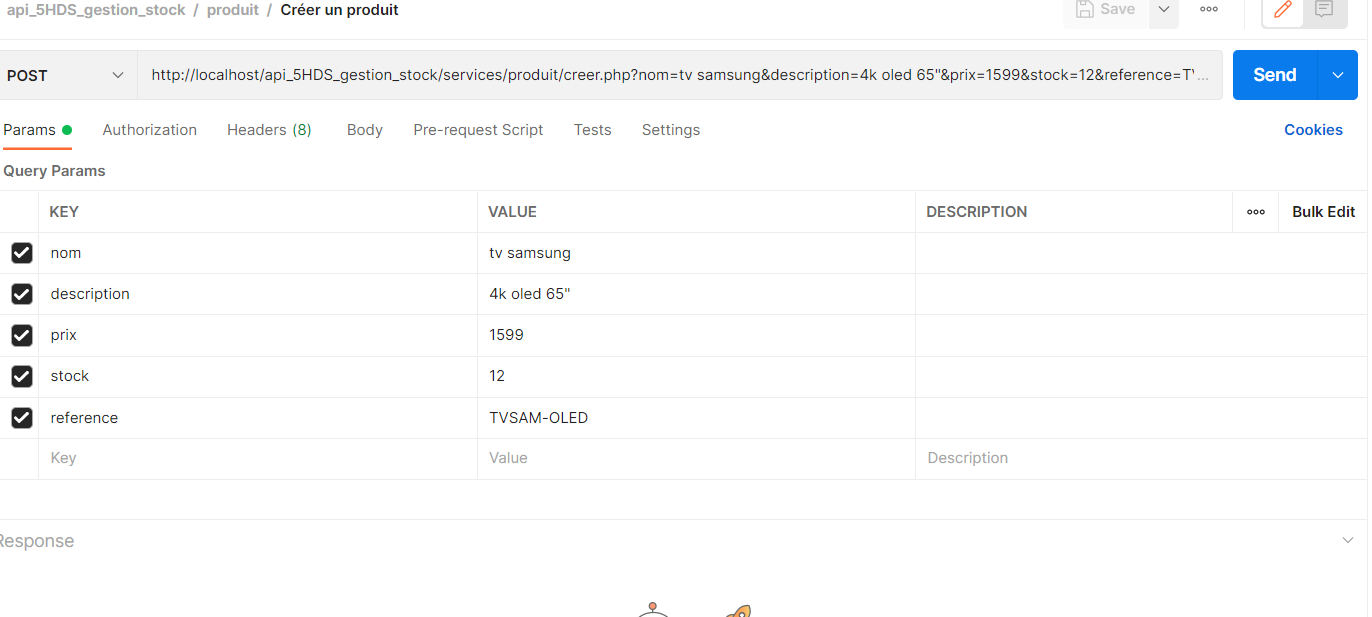 api_5HDS_gestion_stock / produit / Créer un produit
Save
POST
http://localhost/api_5HDS_gestion_stock/services/produit/creer.php?nom=tv samsung&description=4k oled 65"&prix=1599&stock=12&reference=TV...
Send
Params Authorization Headers (8) Body Pre-request Script Tests Settings Cookies
Query Params
KEY VALUE DESCRIPTION Bulk Edit
nom tv samsung
description 4k oled 65"
prix 1599
stock 12
reference TVSAM-OLED
Key Value Description
Response